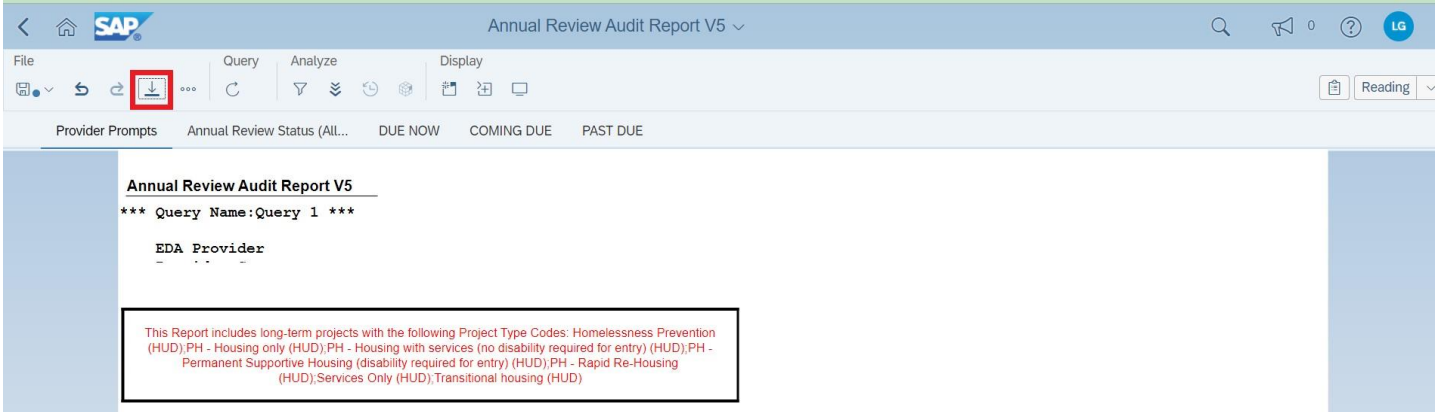 SAP
Annual Review Audit Report V5
0
LG
File Query Analyze Display
Reading
Provider Prompts Annual Review Status (All... DUE NOW COMING DUE PAST DUE
Annual Review Audit Report V5
*** Query Name:Query 1 ***
EDA Provider
This Report includes long-term projects with the following Project Type Codes: Homelessness Prevention
(HUD);PH - Housing only (HUD);PH - Housing with services (no disability required for entry) (HUD);PH -
Permanent Supportive Housing (disability required for entry) (HUD);PH - Rapid Re-Housing
(HUD);Services Only (HUD);Transitional housing (HUD)